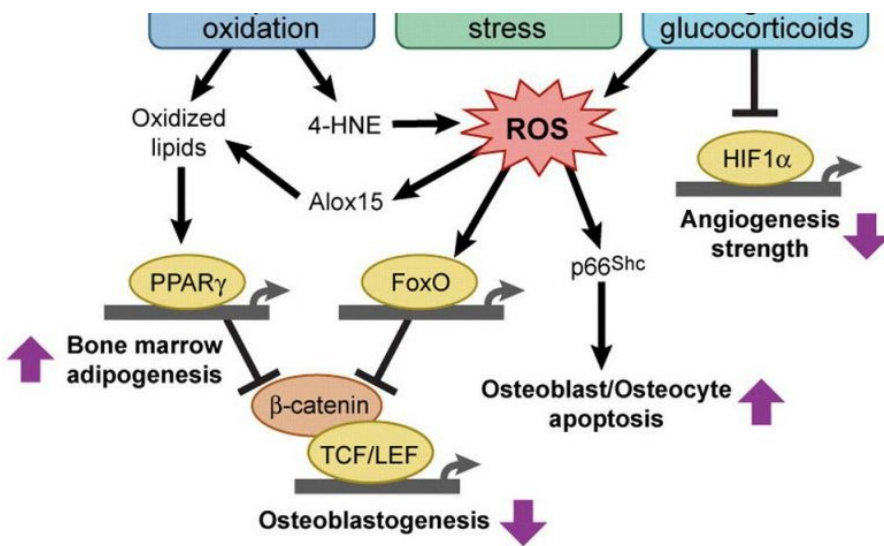 oxidation
stress
glucocorticoids
Oxidized
lipids
4-HNE
ROS
Alox15
HIF1α
Angiogenesis
strength
PPARγ
FoxO
p66Shc
Bone marrow
adipogenesis
β-catenin
TCF/LEF
Osteoblast/Osteocyte
apoptosis
Osteoblastogenesis